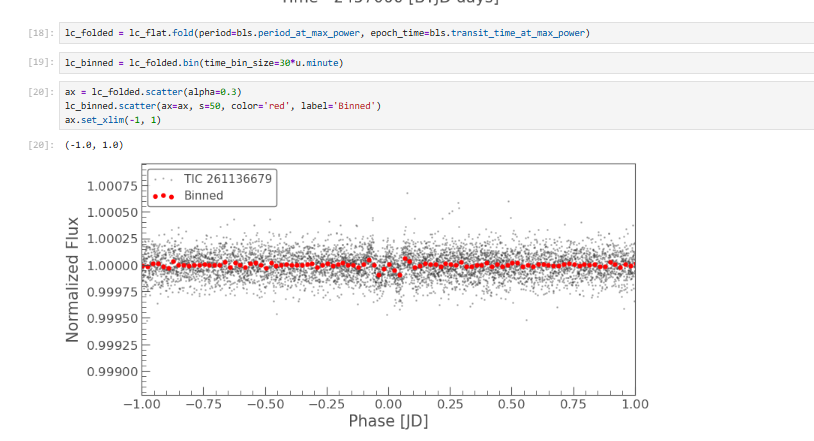 Time - 2457000 [BTJD days]
[18]: lc_folded = lc_flat.fold(period=bls.period_at_max_power, epoch_time=bls.transit_time_at_max_power)
[19]: lc_binned = lc_folded.bin(time_bin_size=30*u.minute)
[20]: ax = lc_folded.scatter(alpha=0.3)
lc_binned.scatter(ax=ax, s=50, color='red', label='Binned')
ax.set_xlim(-1, 1)
[20]: (-1.0, 1.0)
TIC 261136679
Binned
1.00075
1.00050
1.00025
1.00000
0.99975
0.99950
0.99925
0.99900
Normalized Flux
−1.00 −0.75 −0.50 −0.25 0.00 0.25 0.50 0.75 1.00
Phase [JD]